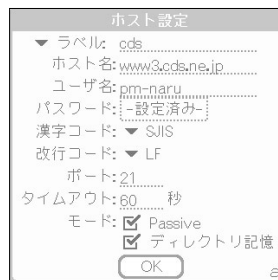 ホスト設定
▼ ラベル: cds
ホスト名: www3.cds.ne.jp
ユーザ名: pm-naru
パスワード: -設定済み-
漢字コード: ▼ SJIS
改行コード: ▼ LF
ポート: 21
タイムアウト: 60 秒
モード: ☑ Passive
☑ ディレクトリ記憶
OK